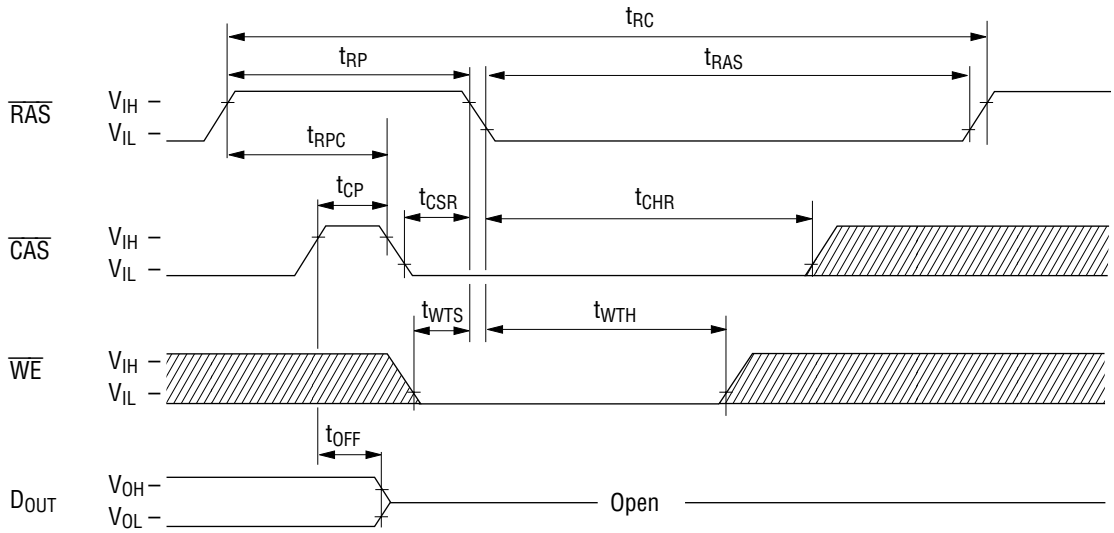 tRC
tRP
tRAS
RAS
VIH
VIL
tRPC
tCP
tCSR
tCHR
CAS
VIH
VIL
tWTS
tWTH
WE
VIH
VIL
tOFF
DOUT
VOH
VOL
Open